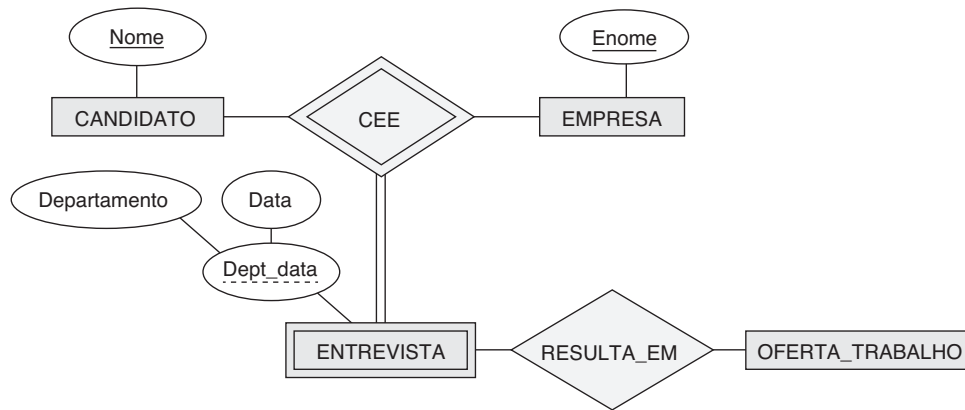 Nome
Enome
CANDIDATO
CEE
EMPRESA
Departamento
Data
Dept_data
ENTREVISTA
RESULTA_EM
OFERTA_TRABALHO